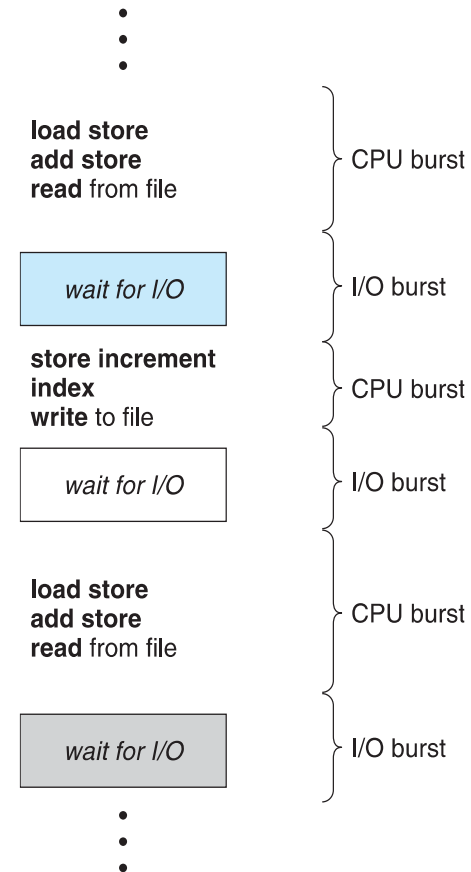 load store
add store
read from file
CPU burst
wait for I/O
I/O burst
store increment
index
write to file
CPU burst
wait for I/O
I/O burst
load store
add store
read from file
CPU burst
wait for I/O
I/O burst